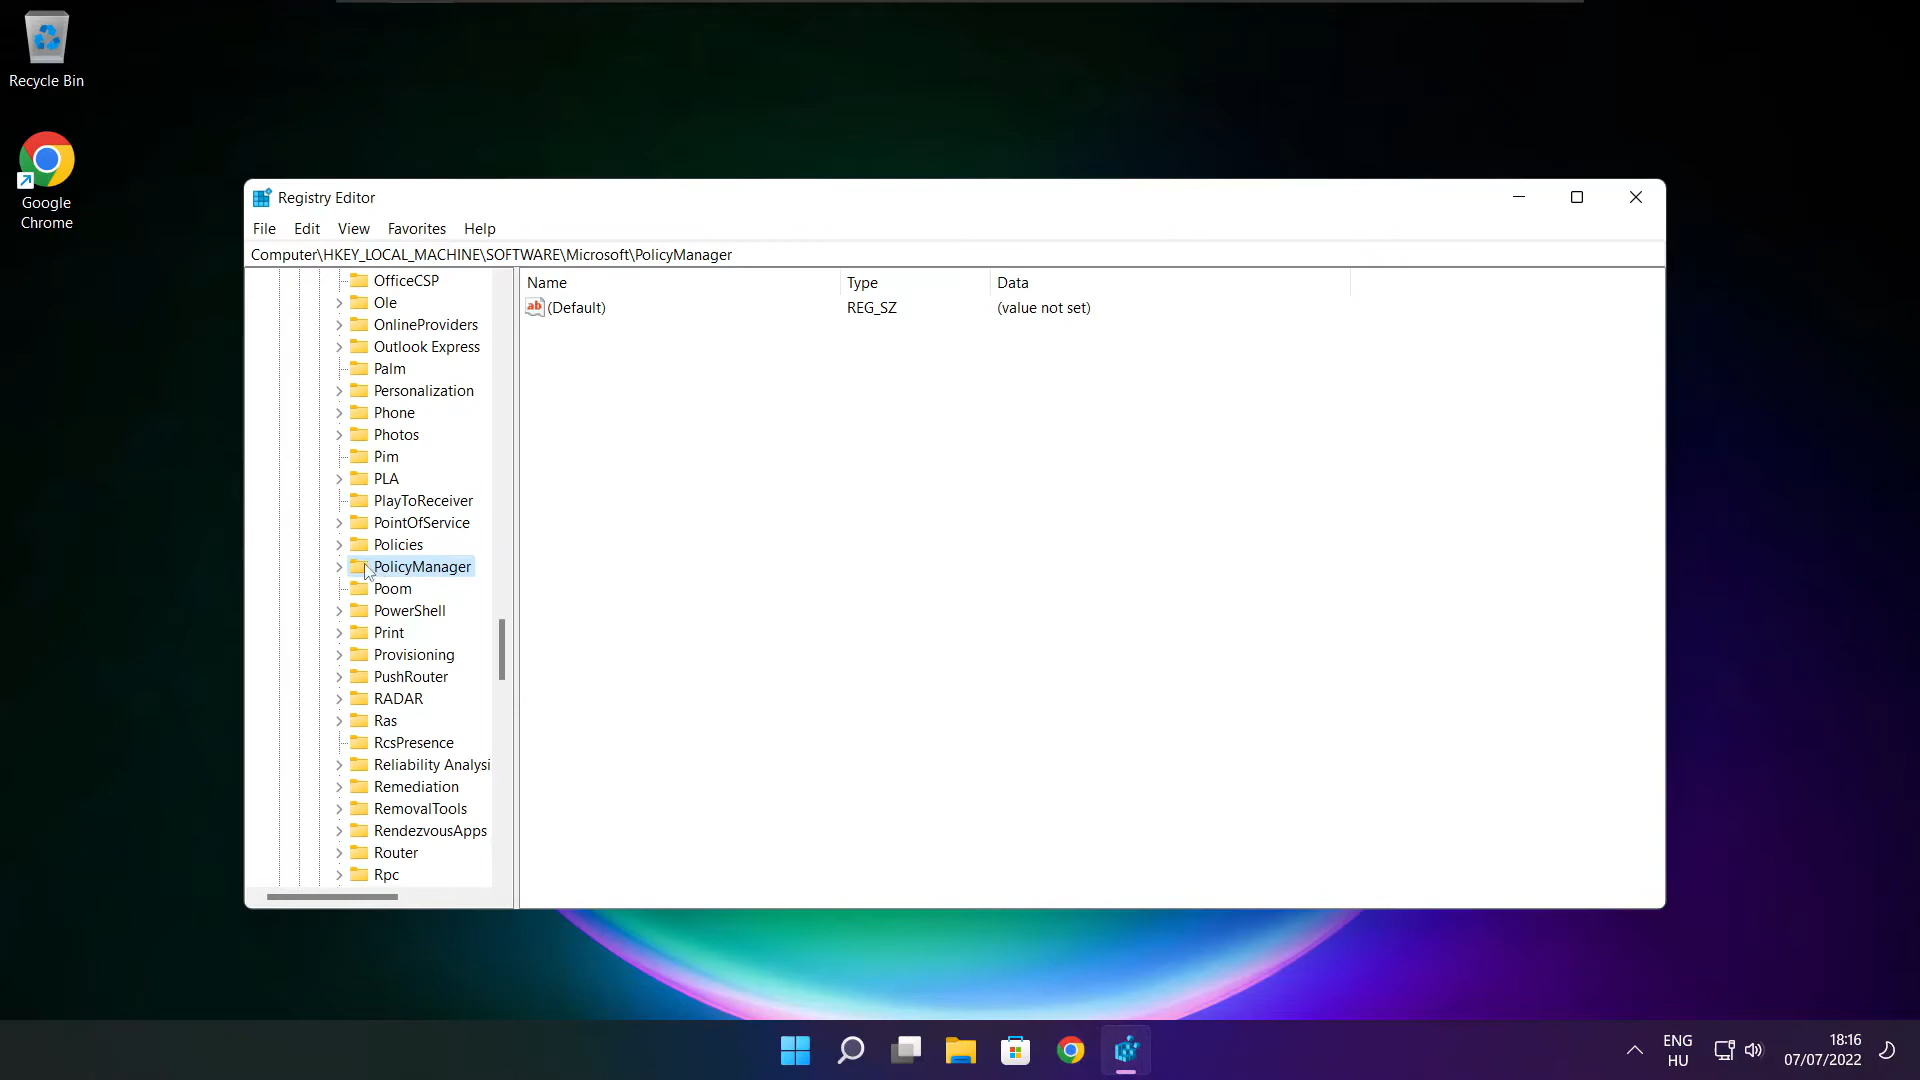 Recycle Bin
Google
Chrome
Registry Editor
File Edit View Favorites Help
Computer\HKEY_LOCAL_MACHINE\SOFTWARE\Microsoft\PolicyManager
OfficeCSP
Ole
OnlineProviders
Outlook Express
Palm
Personalization
Phone
Photos
Pim
PLA
PlayToReceiver
PointOfService
Policies
PolicyManager
Poom
PowerShell
Print
Provisioning
PushRouter
RADAR
Ras
RcsPresence
Reliability Analysi
Remediation
RemovalTools
RendezvousApps
Router
Rpc
Name Type Data
ab (Default) REG_SZ (value not set)
ENG
HU
18:16
07/07/2022